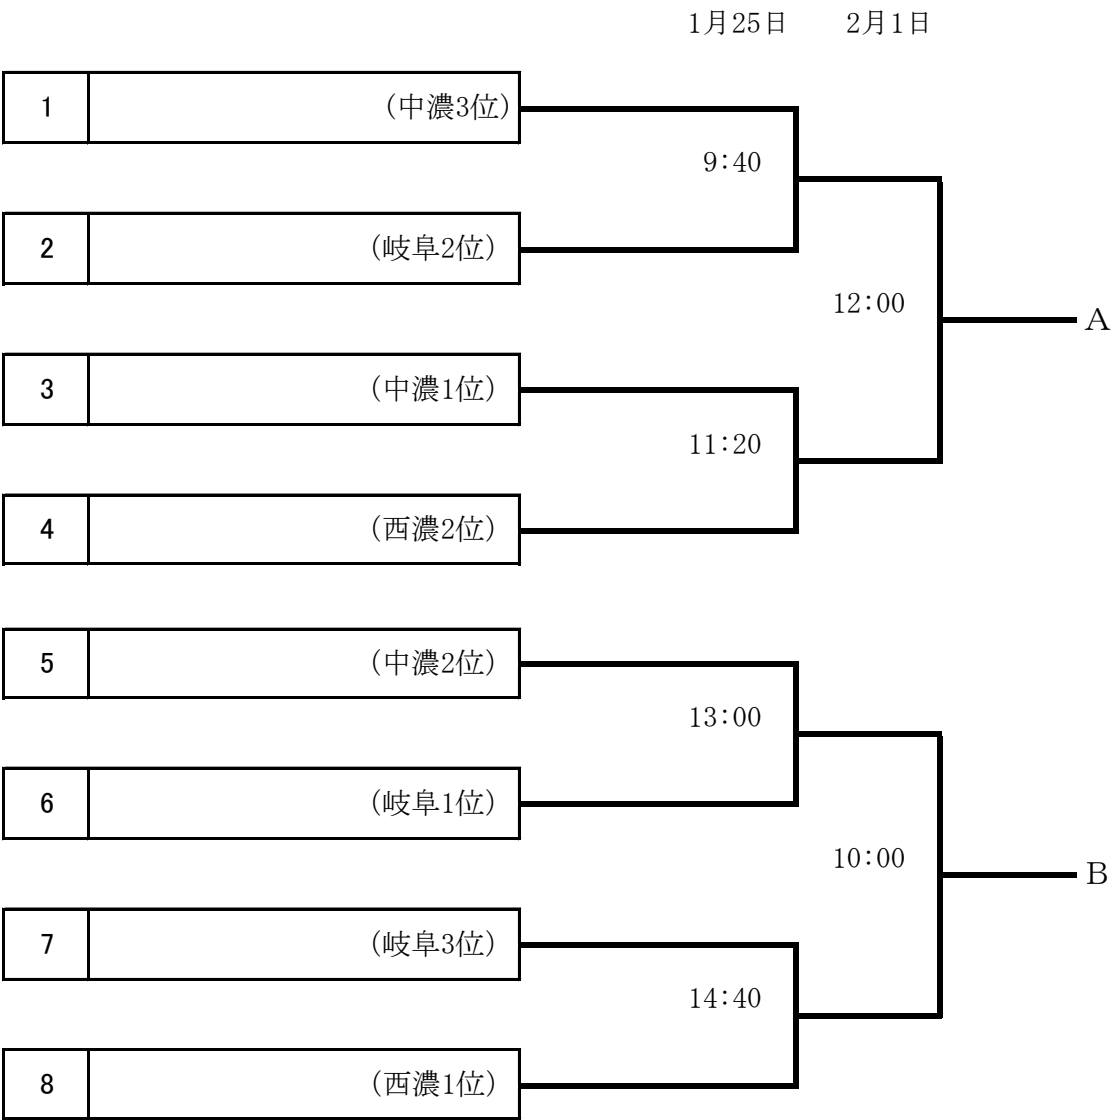 1月25日 2月1日
1 (中濃3位)
9:40
2 (岐阜2位)
12:00
A
3 (中濃1位)
11:20
4 (西濃2位)
5 (中濃2位)
13:00
6 (岐阜1位)
10:00
B
7 (岐阜3位)
14:40
8 (西濃1位)